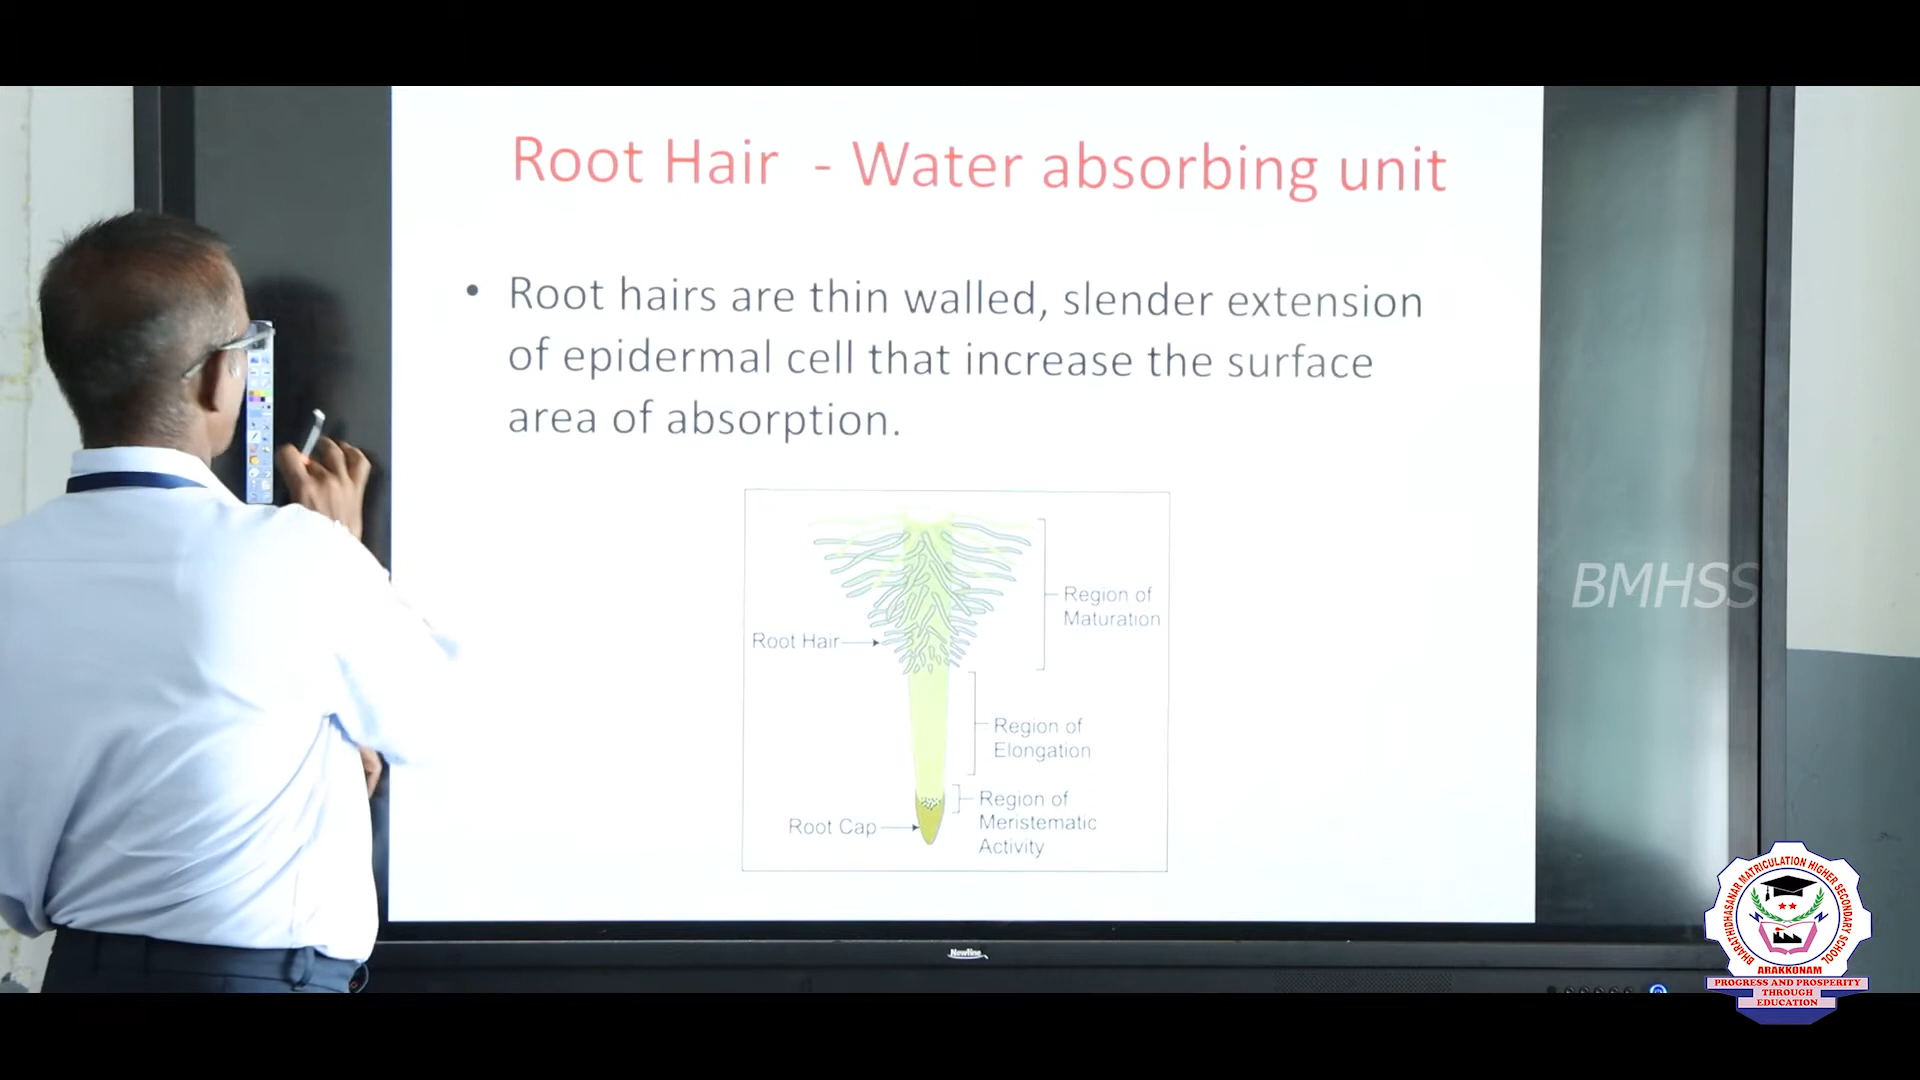 Root Hair - Water absorbing unit
• Root hairs are thin walled, slender extension
of epidermal cell that increase the surface
area of absorption.
Region of
Maturation
Root Hair
Region of
Elongation
Region of
Meristematic
Activity
Root Cap
BMHSS
Newline
BHARATHIDHASANAR MATRICULATION HIGHER SECONDARY SCHOOL
ARAKKONAM
PROGRESS AND PROSPERITY
THROUGH
EDUCATION